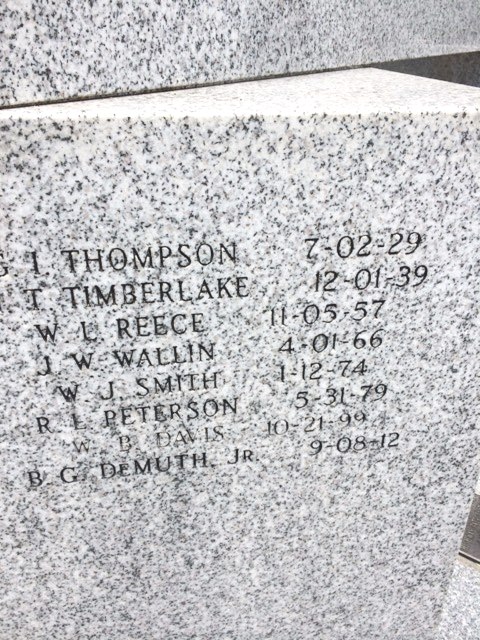 G I THOMPSON 7-02-29
T TIMBERLAKE 12-01-39
W L REECE 11-05-57
J. W WALLIN 4-01-66
W. J. SMITH 1-12-74
R L PETERSON 5-31-79
W. B. DAVIS 10-21-99
B G. DEMUTH, JR. 9-08-12